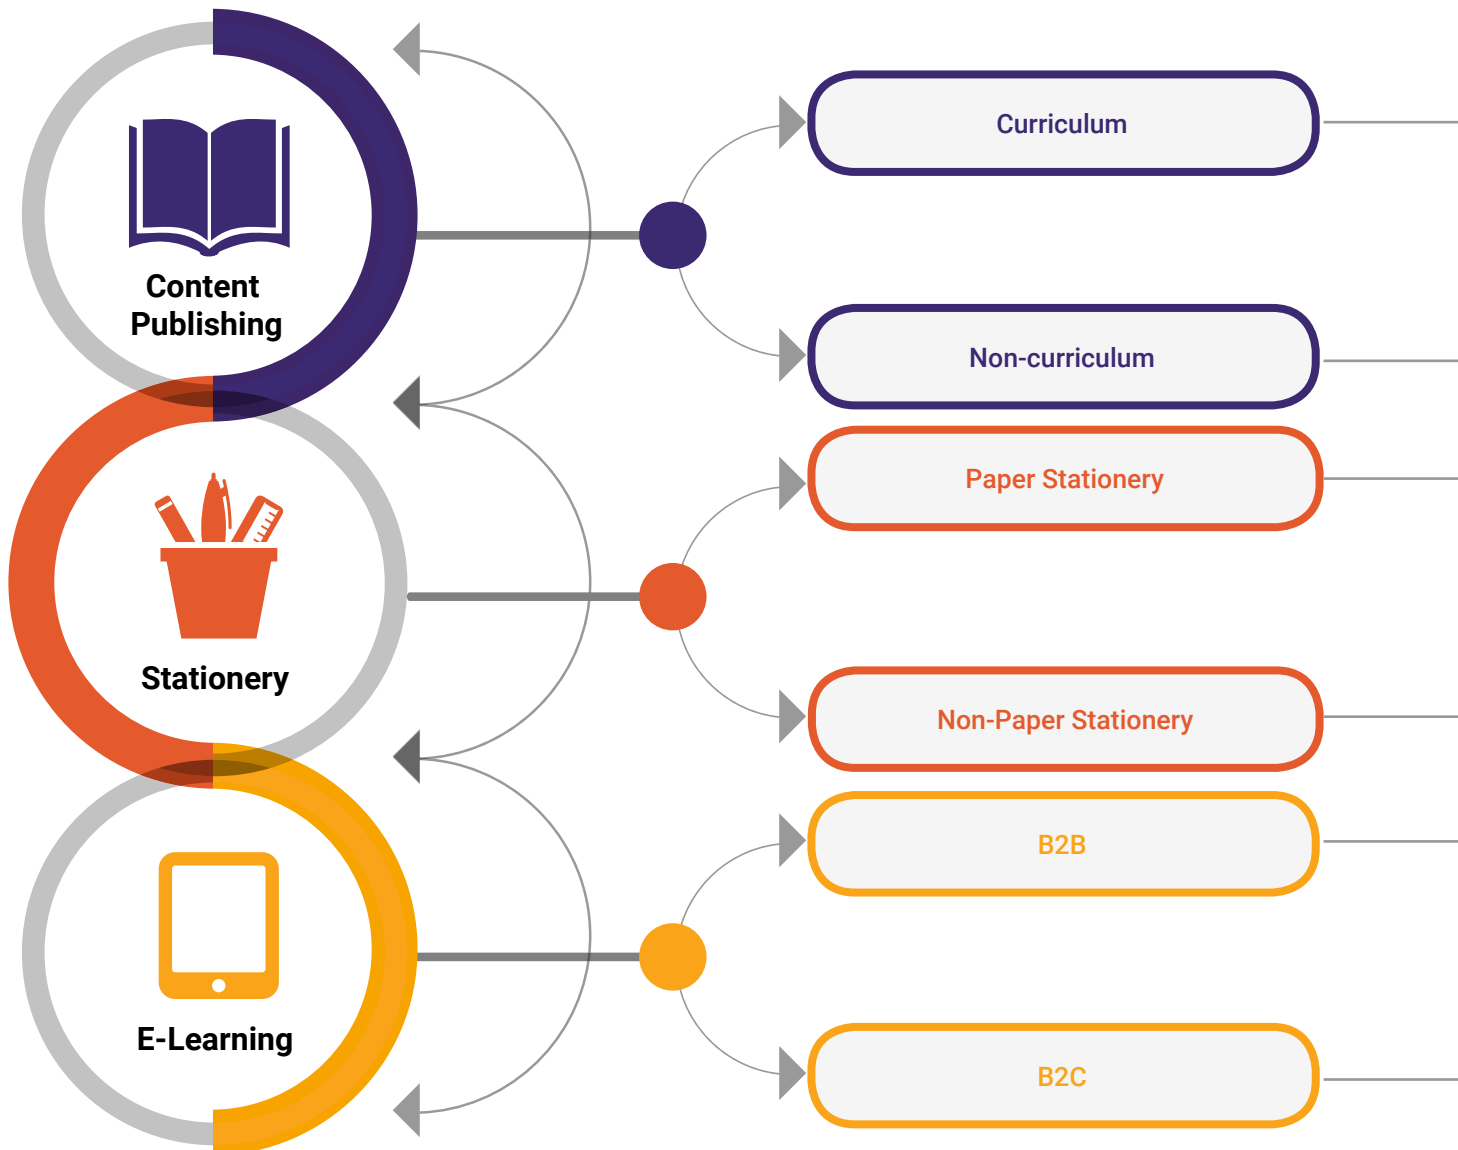 Content
Publishing
Curriculum
Non-curriculum
Stationery
Paper Stationery
Non-Paper Stationery
E-Learning
B2B
B2C